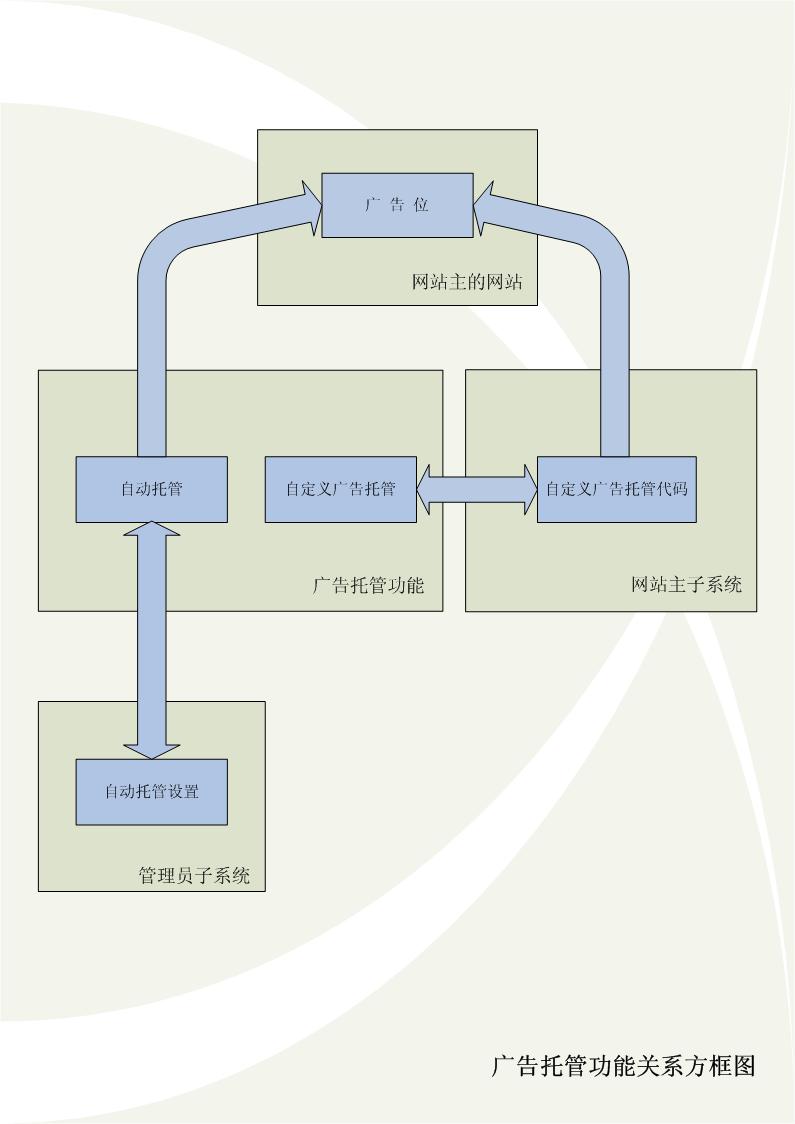 广 告 位
网站主的网站
自动托管
自定义广告托管
自定义广告托管代码
广告托管功能
网站主子系统
自动托管设置
管理员子系统
广告托管功能关系方框图